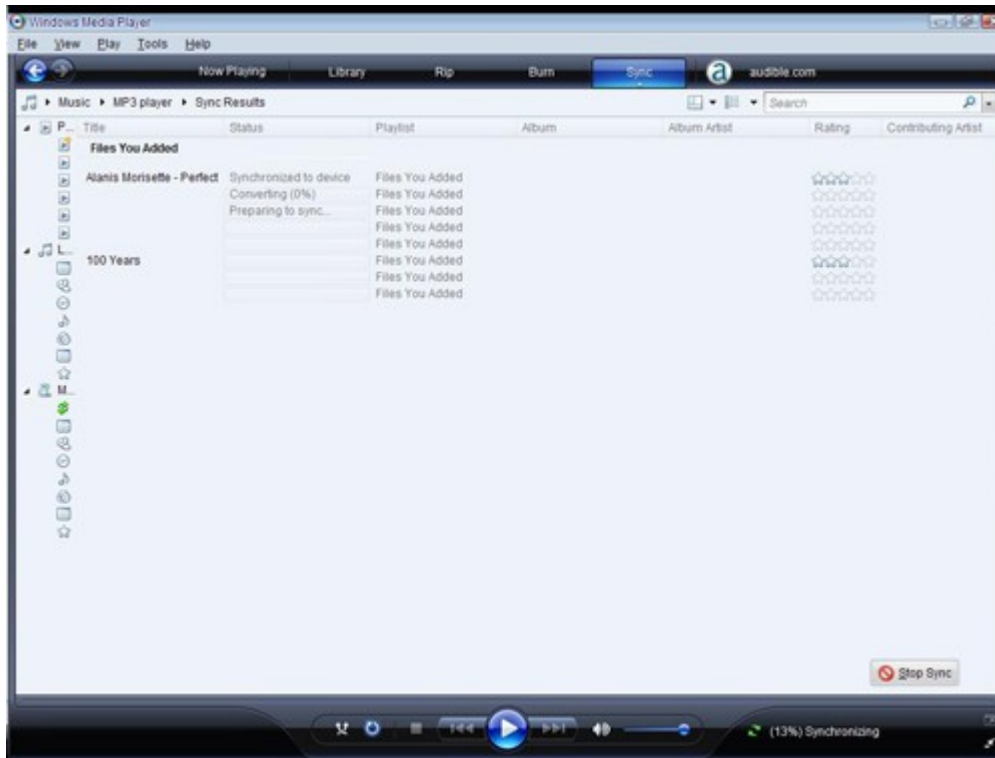 Windows Media Player
File View Play Tools Help
Now Playing Library Rip Burn Sync a audible.com
Music ▸ MP3 player ▸ Sync Results Search
P... Title Status Playlist Album Album Artist Rating Contributing Artist
Files You Added
Alanis Morisette - Perfect Synchronized to device Files You Added
Converting (0%) Files You Added
Preparing to sync... Files You Added
Files You Added
L... Files You Added
100 Years Files You Added
Files You Added
Files You Added
M...
Stop Sync
(13%) Synchronizing